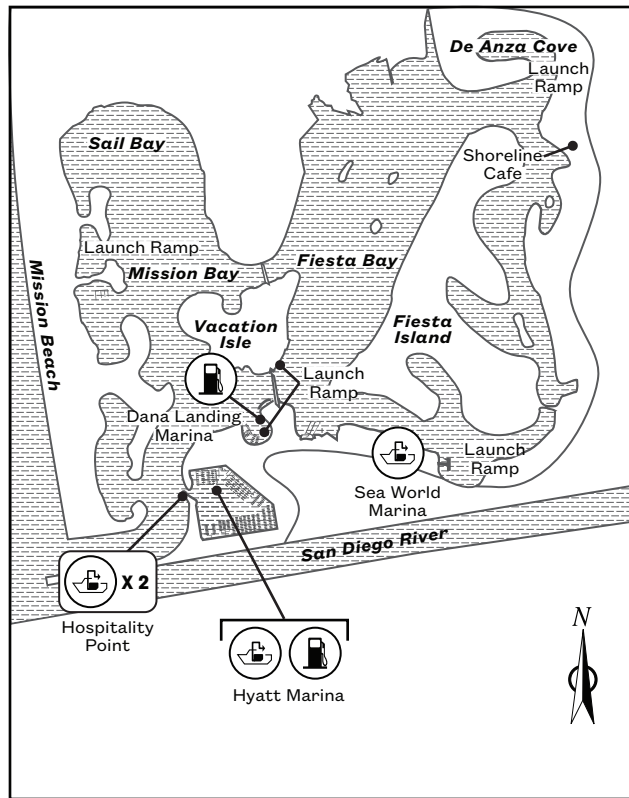 De Anza Cove
Launch
Ramp
Sail Bay
Shoreline
Cafe
Launch Ramp
Mission Bay
Fiesta Bay
Mission Beach
Vacation
Isle
Fiesta
Island
Launch
Ramp
Dana Landing
Marina
Launch
Ramp
Sea World
Marina
San Diego River
X 2
Hospitality
Point
Hyatt Marina
N